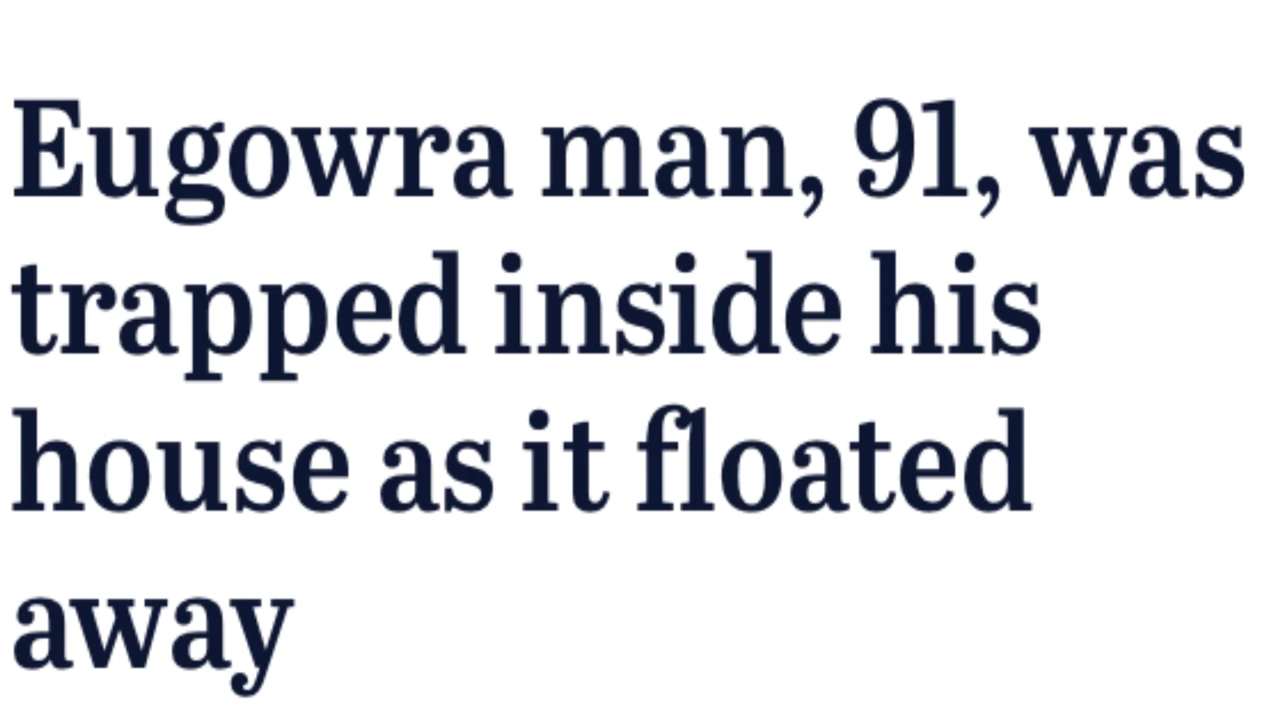 Eugowra man, 91, was
trapped inside his
house as it floated
away